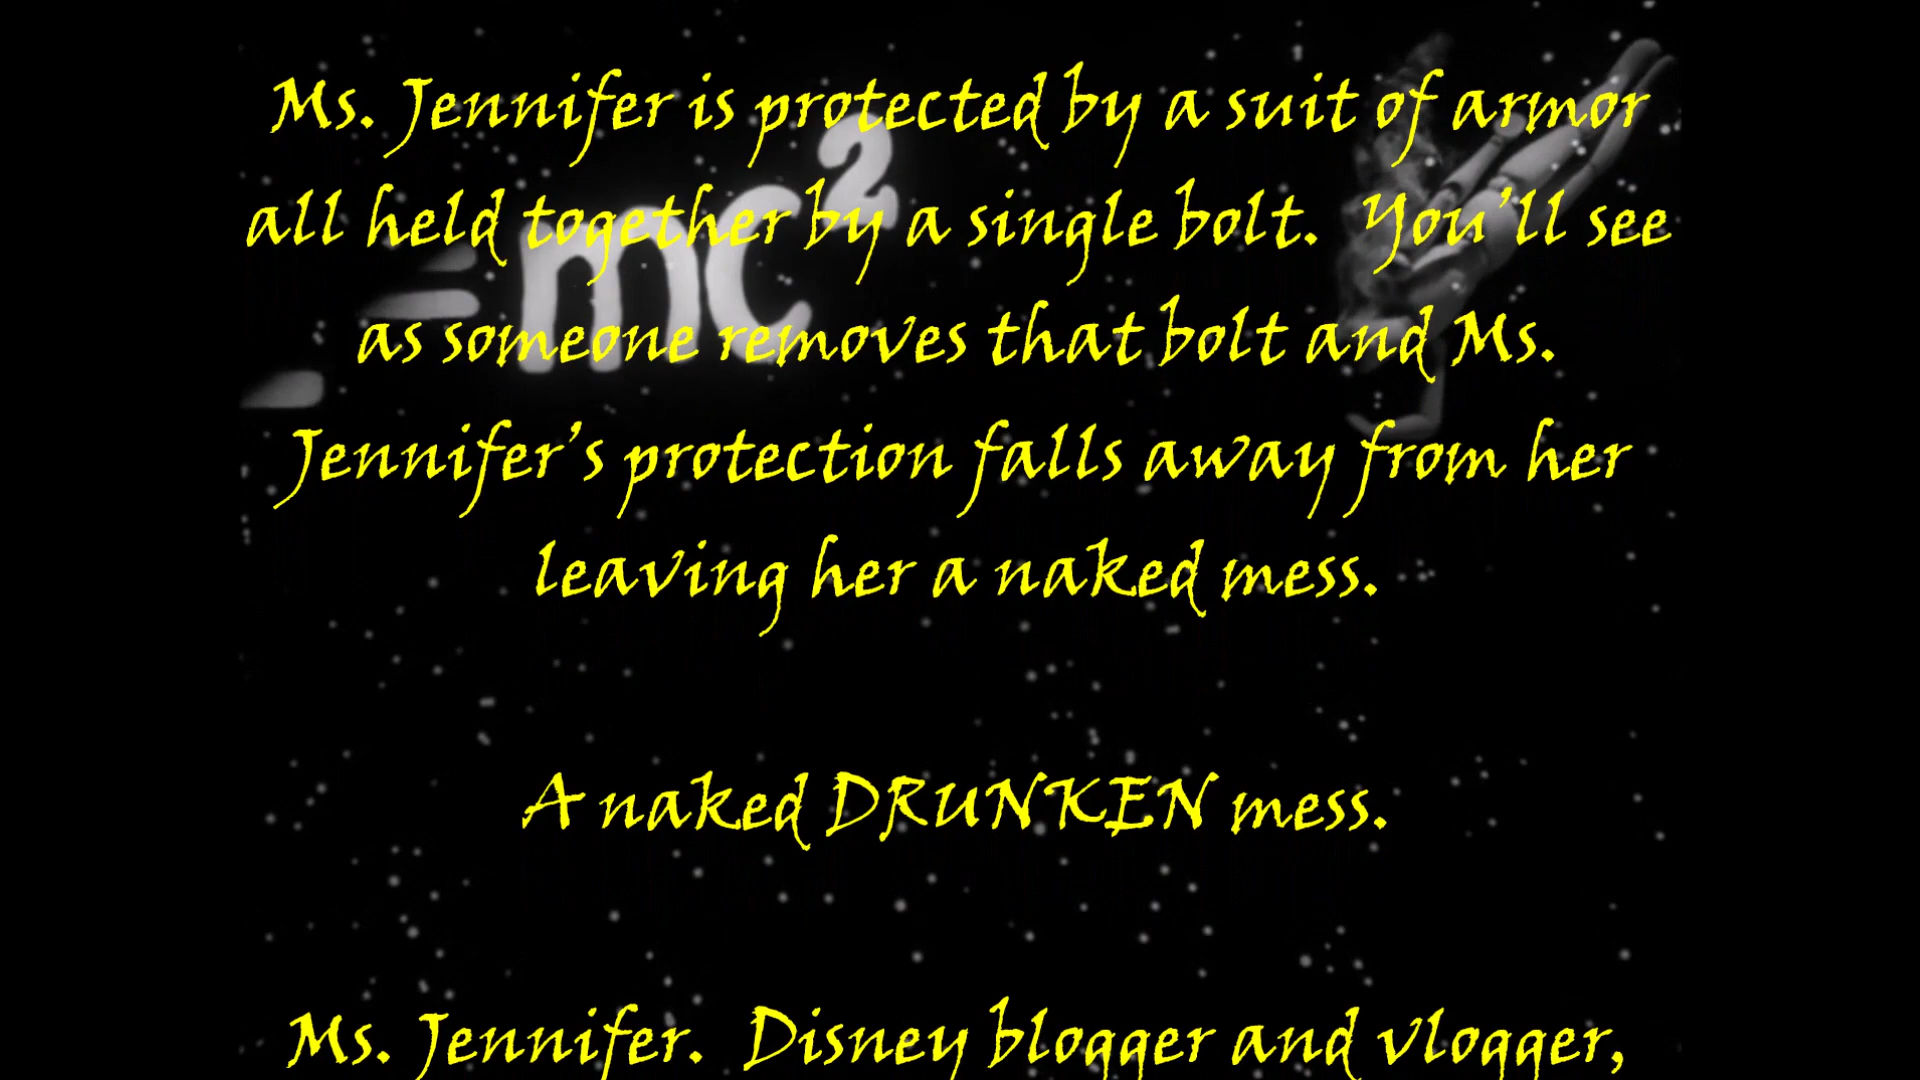 Ms. Jennifer is protected by a suit of armor
all held together by a single bolt.  You'll see
as someone removes that bolt and Ms.
Jennifer's protection falls away from her
leaving her a naked mess.
A naked DRUNKEN mess.
Ms. Jennifer.  Disney blogger and vlogger,
=mc²